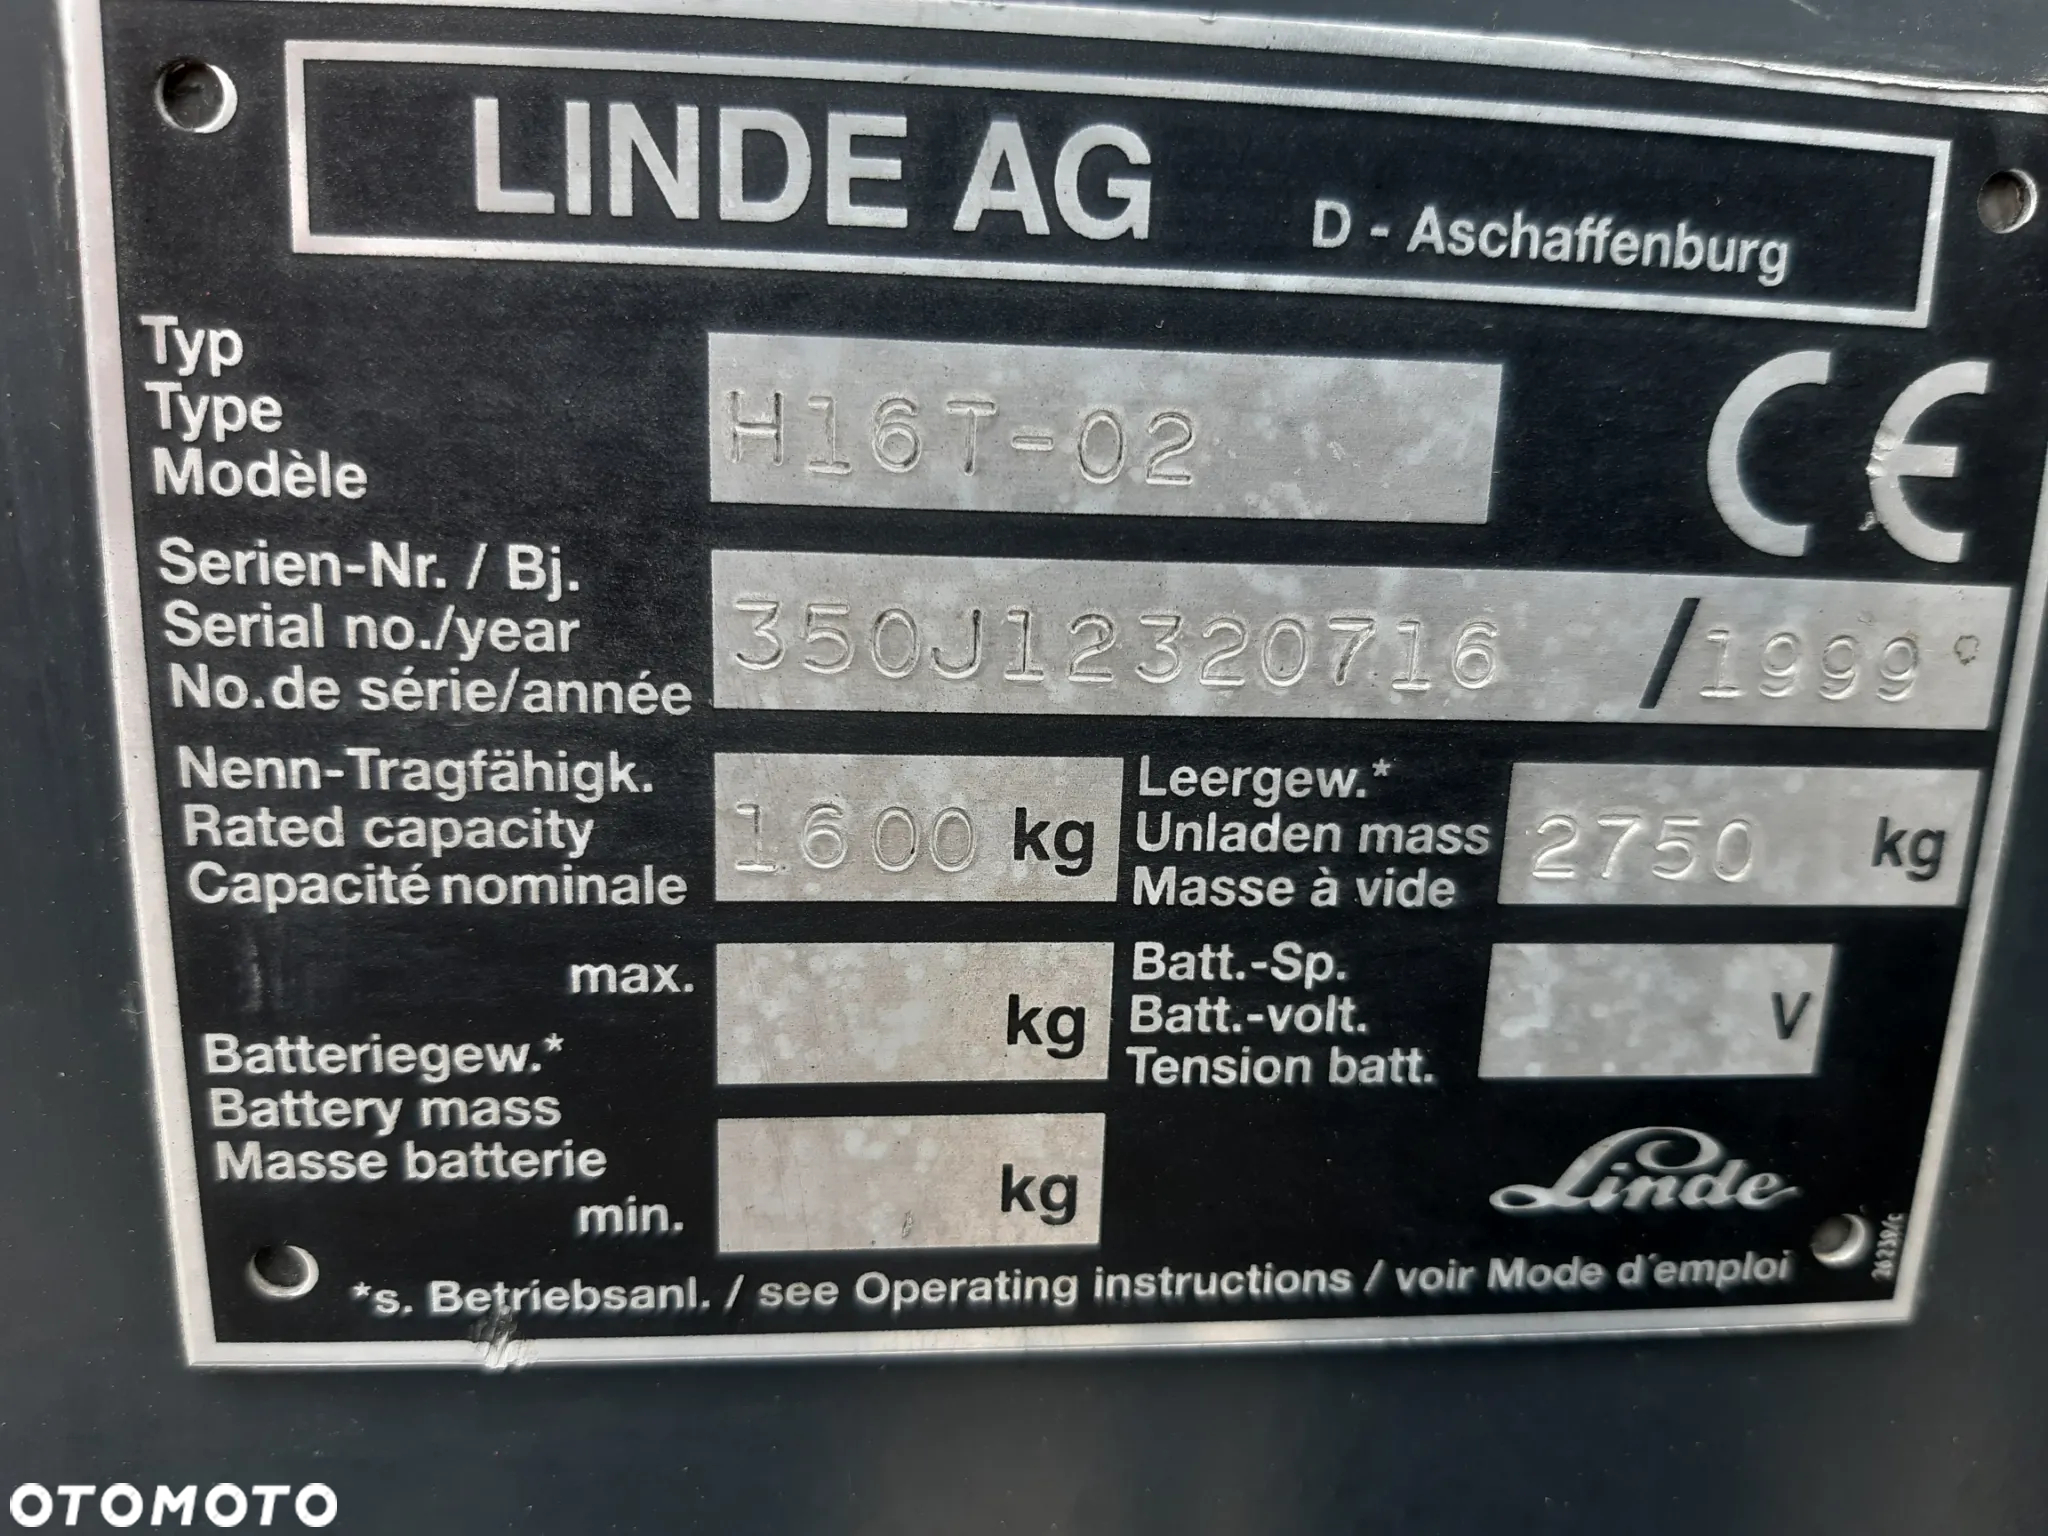 LINDE AG D - Aschaffenburg
Typ
Type
Modèle
H16T-02
CE
Serien-Nr. / Bj.
Serial no./year
No.de série/année
350J12320716 /1999
Nenn-Tragfähigk.
Rated capacity
Capacité nominale
1600 kg
Leergew.*
Unladen mass
Masse à vide
2750 kg
max.
kg
Batteriegew.*
Battery mass
Masse batterie
min.
kg
Batt.-Sp.
Batt.-volt.
Tension batt.
V
Linde
*s. Betriebsanl. / see Operating instructions / voir Mode d´emploi
26239/c
OTOMOTO